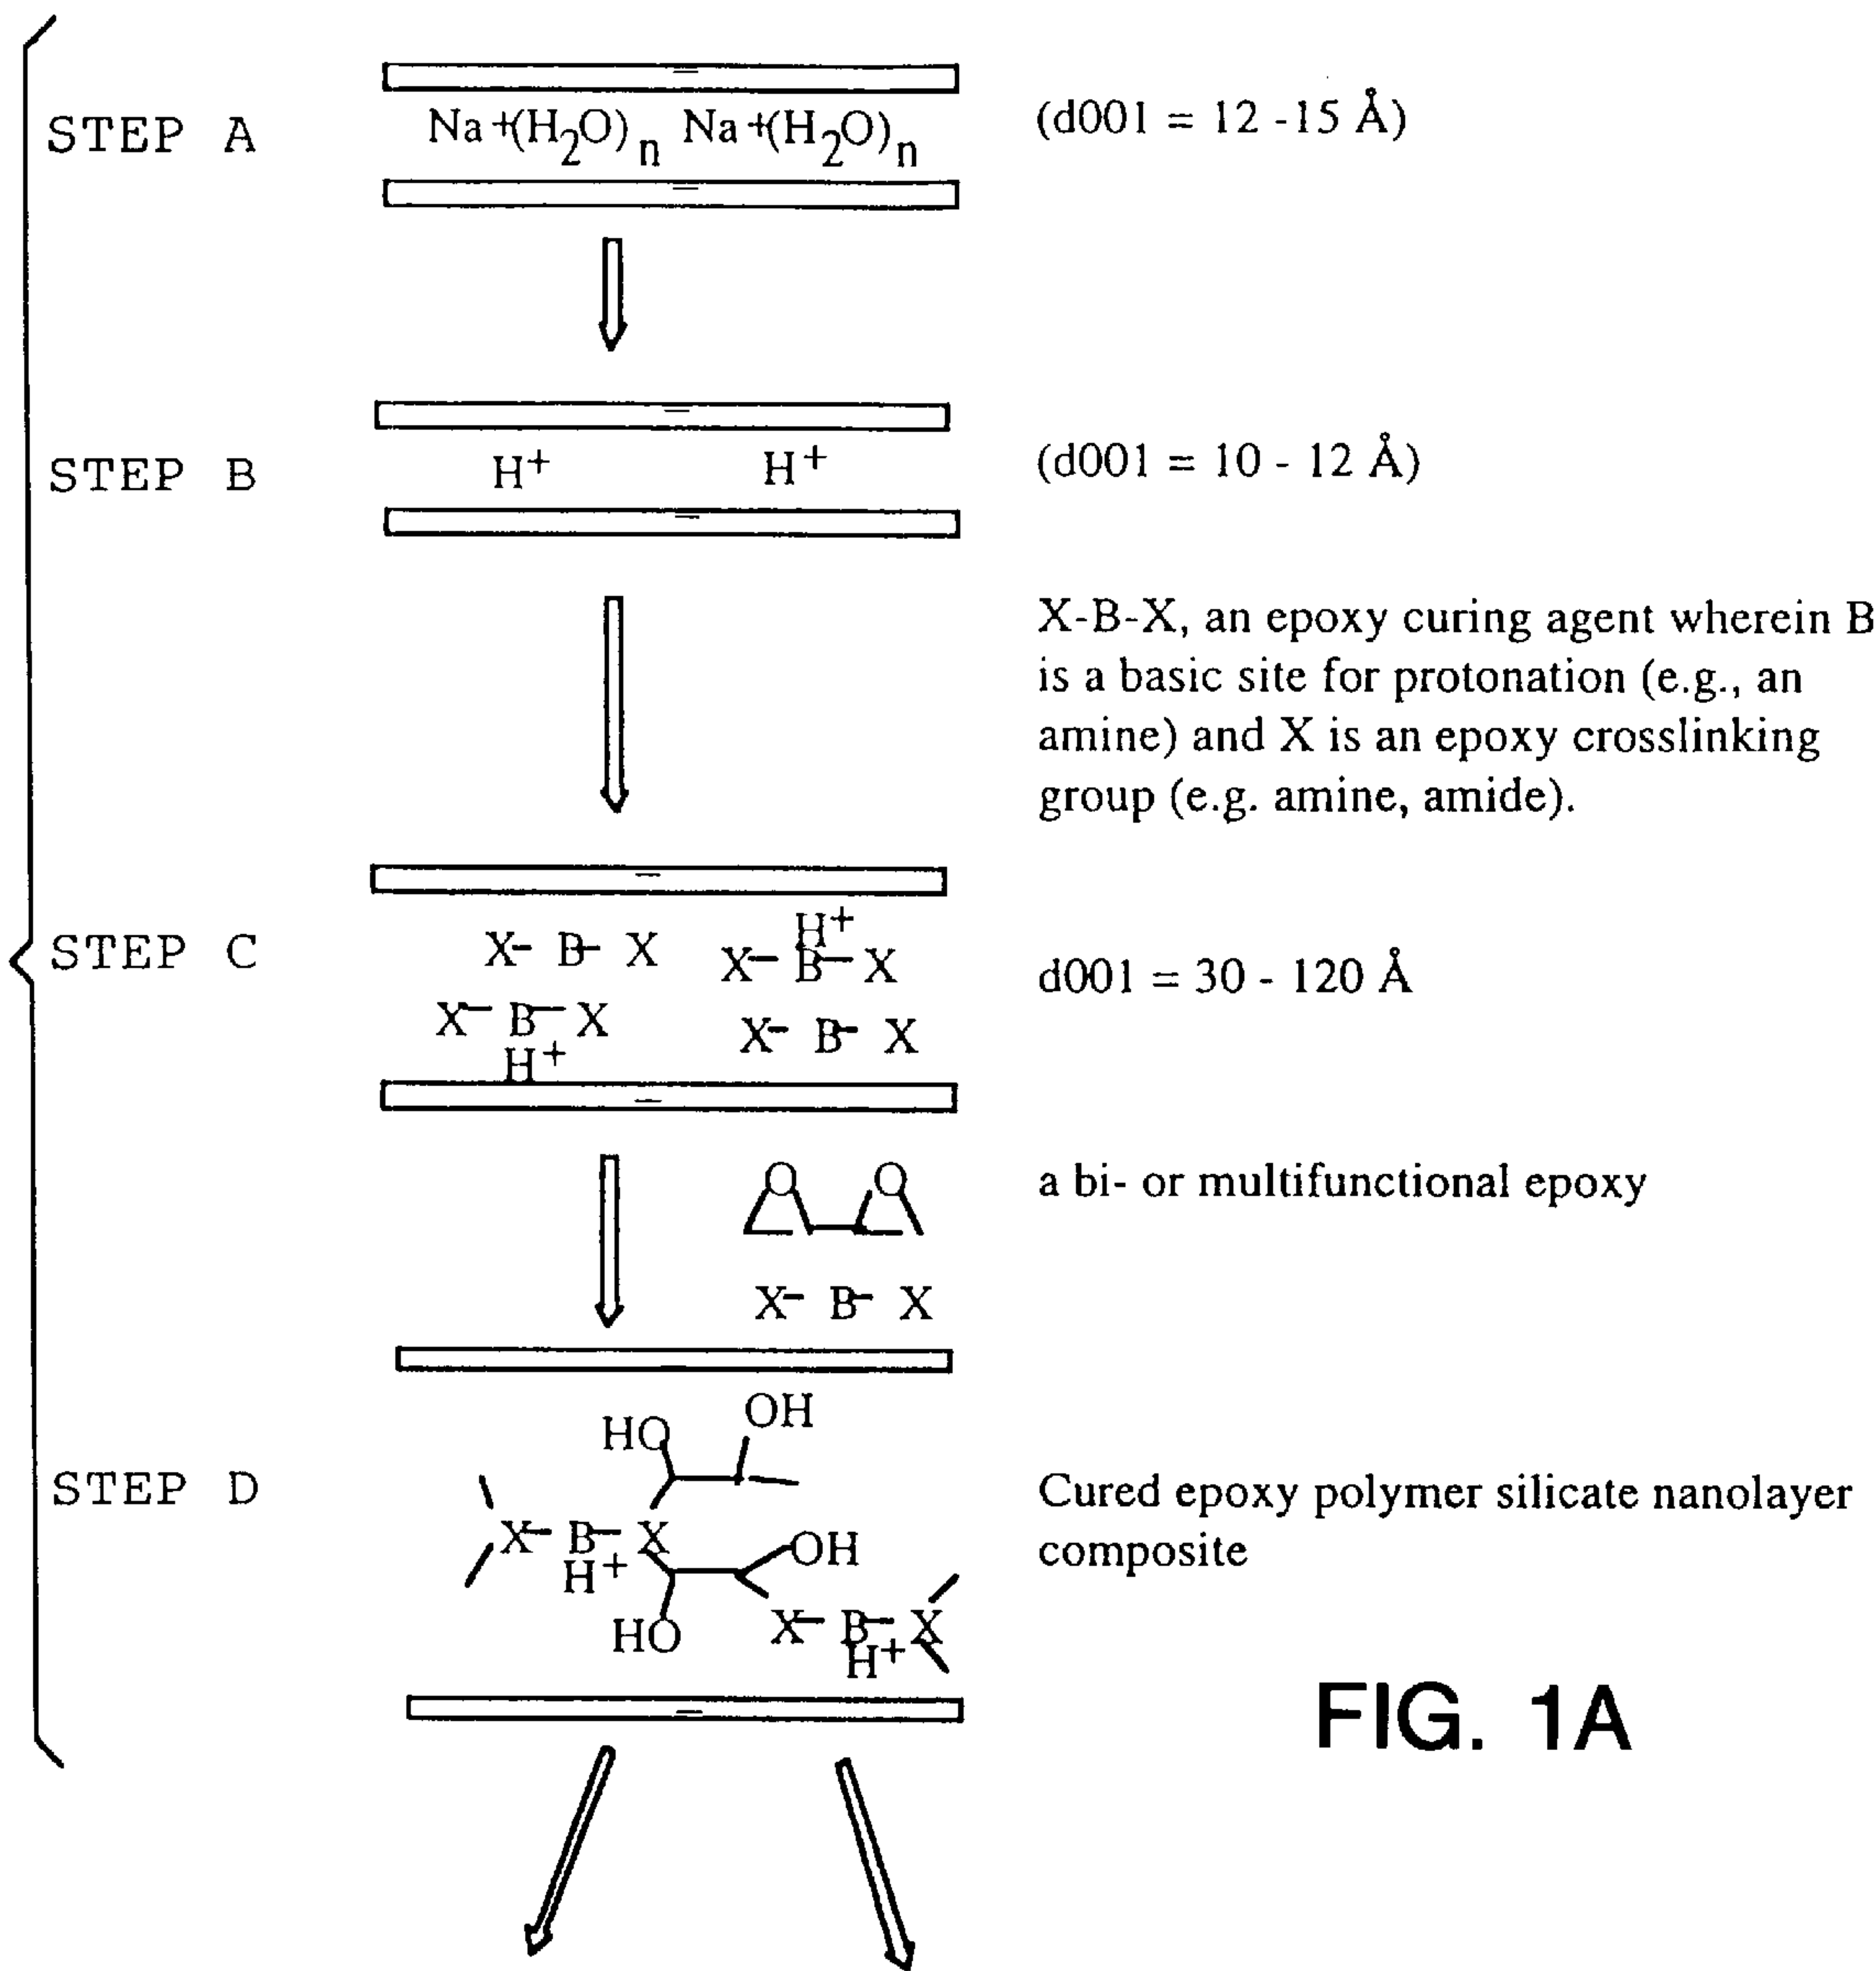 STEP A
Na+(H2O)n Na+(H2O)n
(d001 = 12 -15 Å)
STEP B
H+ H+
(d001 = 10 - 12 Å)
X-B-X, an epoxy curing agent wherein B
is a basic site for protonation (e.g., an
amine) and X is an epoxy crosslinking
group (e.g. amine, amide).
STEP C
H+
X- B- X X- B- X
X- B- X X- B- X
H+
d001 = 30 - 120 Å
O O
a bi- or multifunctional epoxy
X- B- X
STEP D
HO OH
X- B- X
H+ OH
HO X- B- X
H+
Cured epoxy polymer silicate nanolayer
composite
FIG. 1A